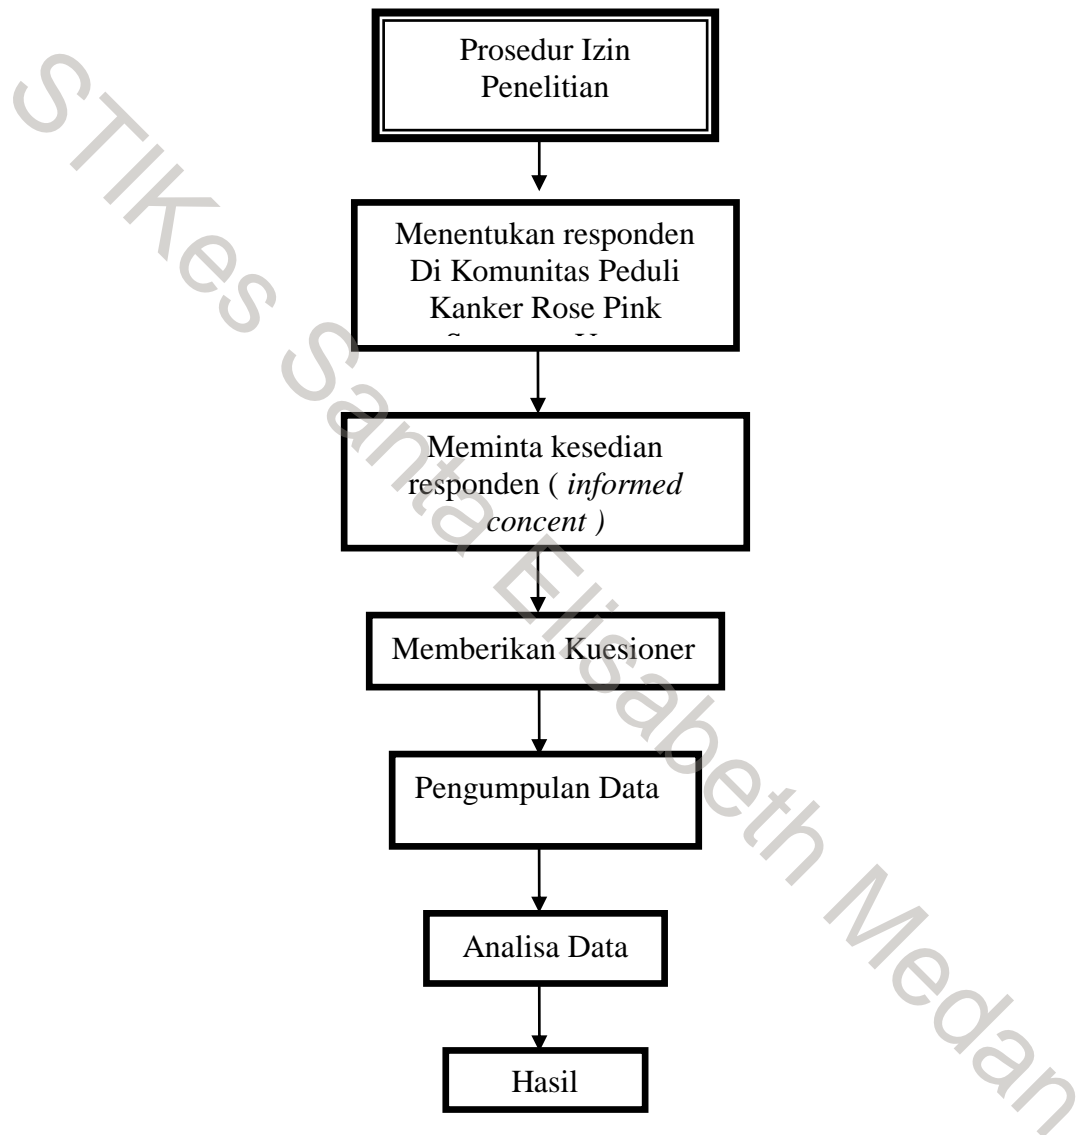 Prosedur Izin
Penelitian
Menentukan responden
Di Komunitas Peduli
Kanker Rose Pink
Meminta kesedian
responden ( informed
concent )
Memberikan Kuesioner
Pengumpulan Data
Analisa Data
Hasil
STIKes Santa Elisabeth Medan